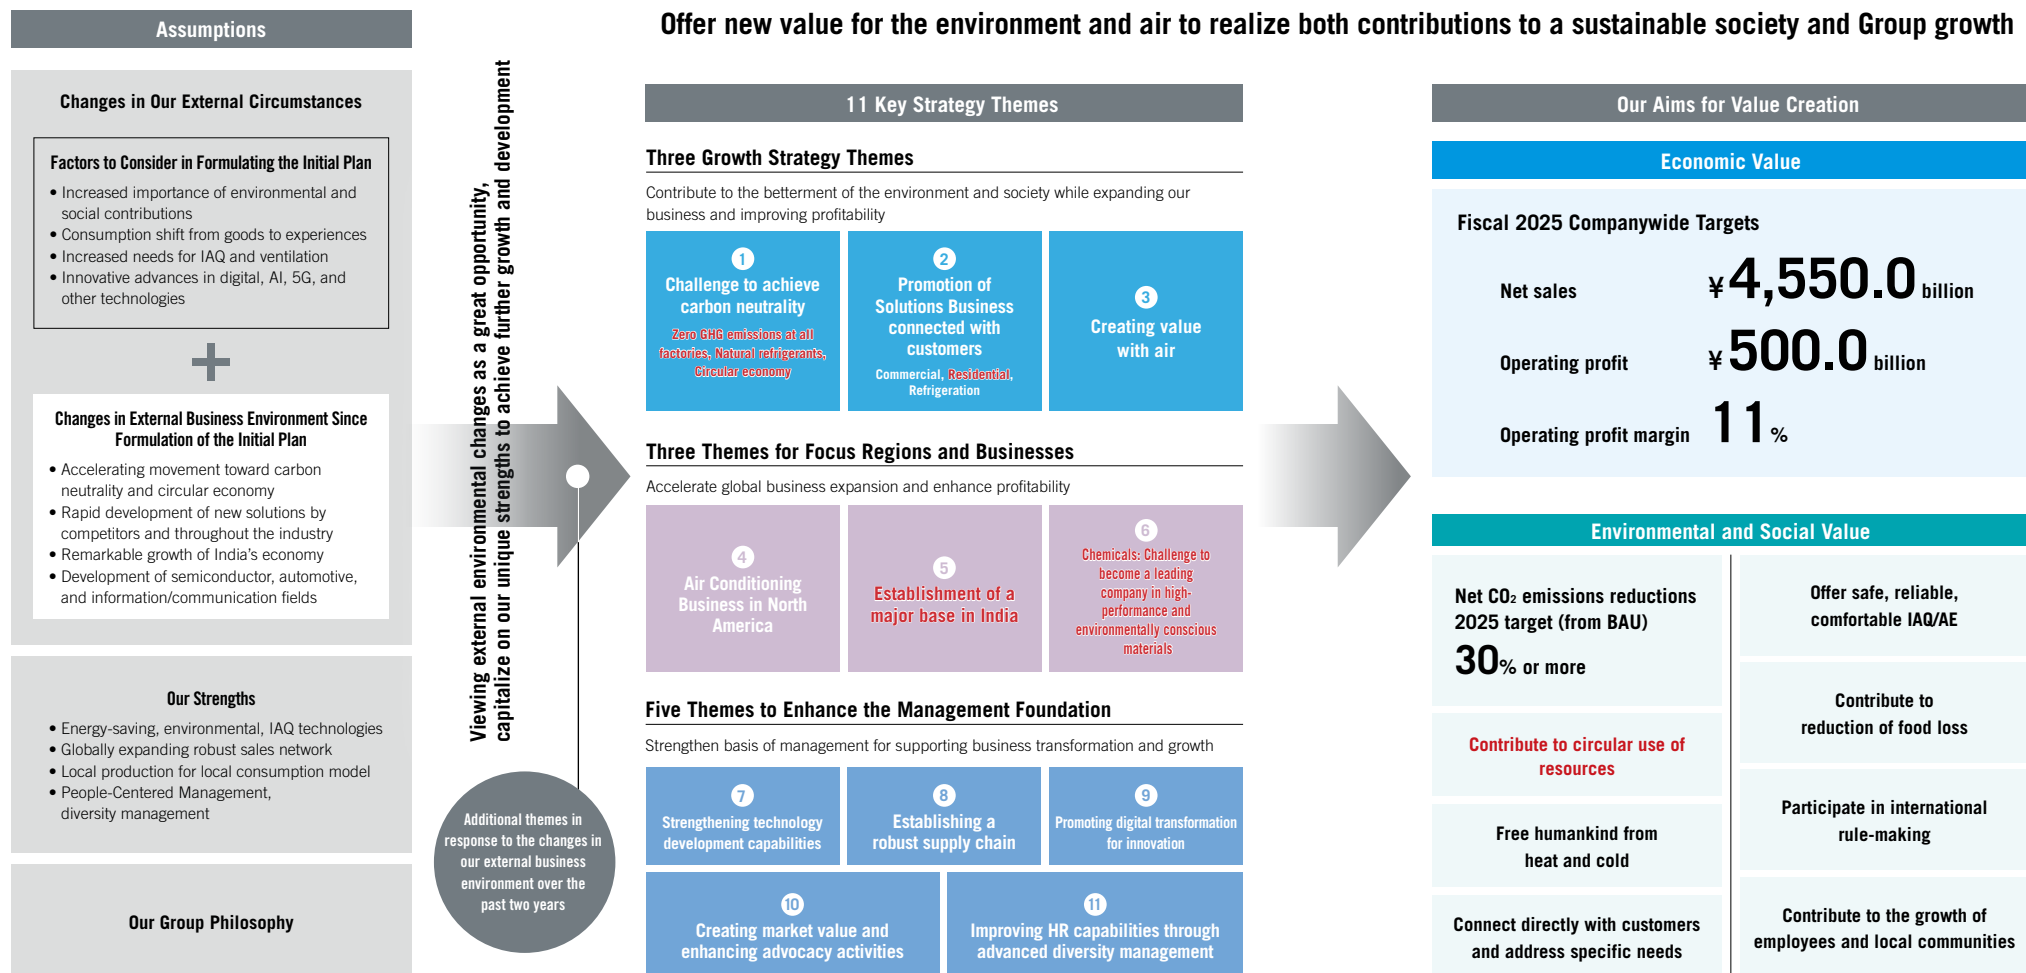 Offer new value for the environment and air to realize both contributions to a sustainable society and Group growth
Assumptions
Changes in Our External Circumstances
Factors to Consider in Formulating the Initial Plan
• Increased importance of environmental and
social contributions
• Consumption shift from goods to experiences
• Increased needs for IAQ and ventilation
• Innovative advances in digital, AI, 5G, and
other technologies
+
Changes in External Business Environment Since
Formulation of the Initial Plan
• Accelerating movement toward carbon
neutrality and circular economy
• Rapid development of new solutions by
competitors and throughout the industry
• Remarkable growth of India's economy
• Development of semiconductor, automotive,
and information/communication fields
Our Strengths
• Energy-saving, environmental, IAQ technologies
• Globally expanding robust sales network
• Local production for local consumption model
• People-Centered Management,
diversity management
Our Group Philosophy
Viewing external environmental changes as a great opportunity,
capitalize on our unique strengths to achieve further growth and development
Additional themes in
response to the changes in
our external business
environment over the
past two years
11 Key Strategy Themes
Three Growth Strategy Themes
Contribute to the betterment of the environment and society while expanding our
business and improving profitability
1
Challenge to achieve
carbon neutrality
Zero GHG emissions at all
factories, Natural refrigerants,
Circular economy
2
Promotion of
Solutions Business
connected with
customers
Commercial, Residential,
Refrigeration
3
Creating value
with air
Three Themes for Focus Regions and Businesses
Accelerate global business expansion and enhance profitability
4
Air Conditioning
Business in North
America
5
Establishment of a
major base in India
6
Chemicals: Challenge to
become a leading
company in high-
performance and
environmentally conscious
materials
Five Themes to Enhance the Management Foundation
Strengthen basis of management for supporting business transformation and growth
7
Strengthening technology
development capabilities
8
Establishing a
robust supply chain
9
Promoting digital transformation
for innovation
10
Creating market value and
enhancing advocacy activities
11
Improving HR capabilities through
advanced diversity management
Our Aims for Value Creation
Economic Value
Fiscal 2025 Companywide Targets
Net sales ¥4,550.0 billion
Operating profit ¥500.0 billion
Operating profit margin 11%
Environmental and Social Value
Net CO₂ emissions reductions
2025 target (from BAU)
30% or more
Contribute to circular use of
resources
Free humankind from
heat and cold
Connect directly with customers
and address specific needs
Offer safe, reliable,
comfortable IAQ/AE
Contribute to
reduction of food loss
Participate in international
rule-making
Contribute to the growth of
employees and local communities